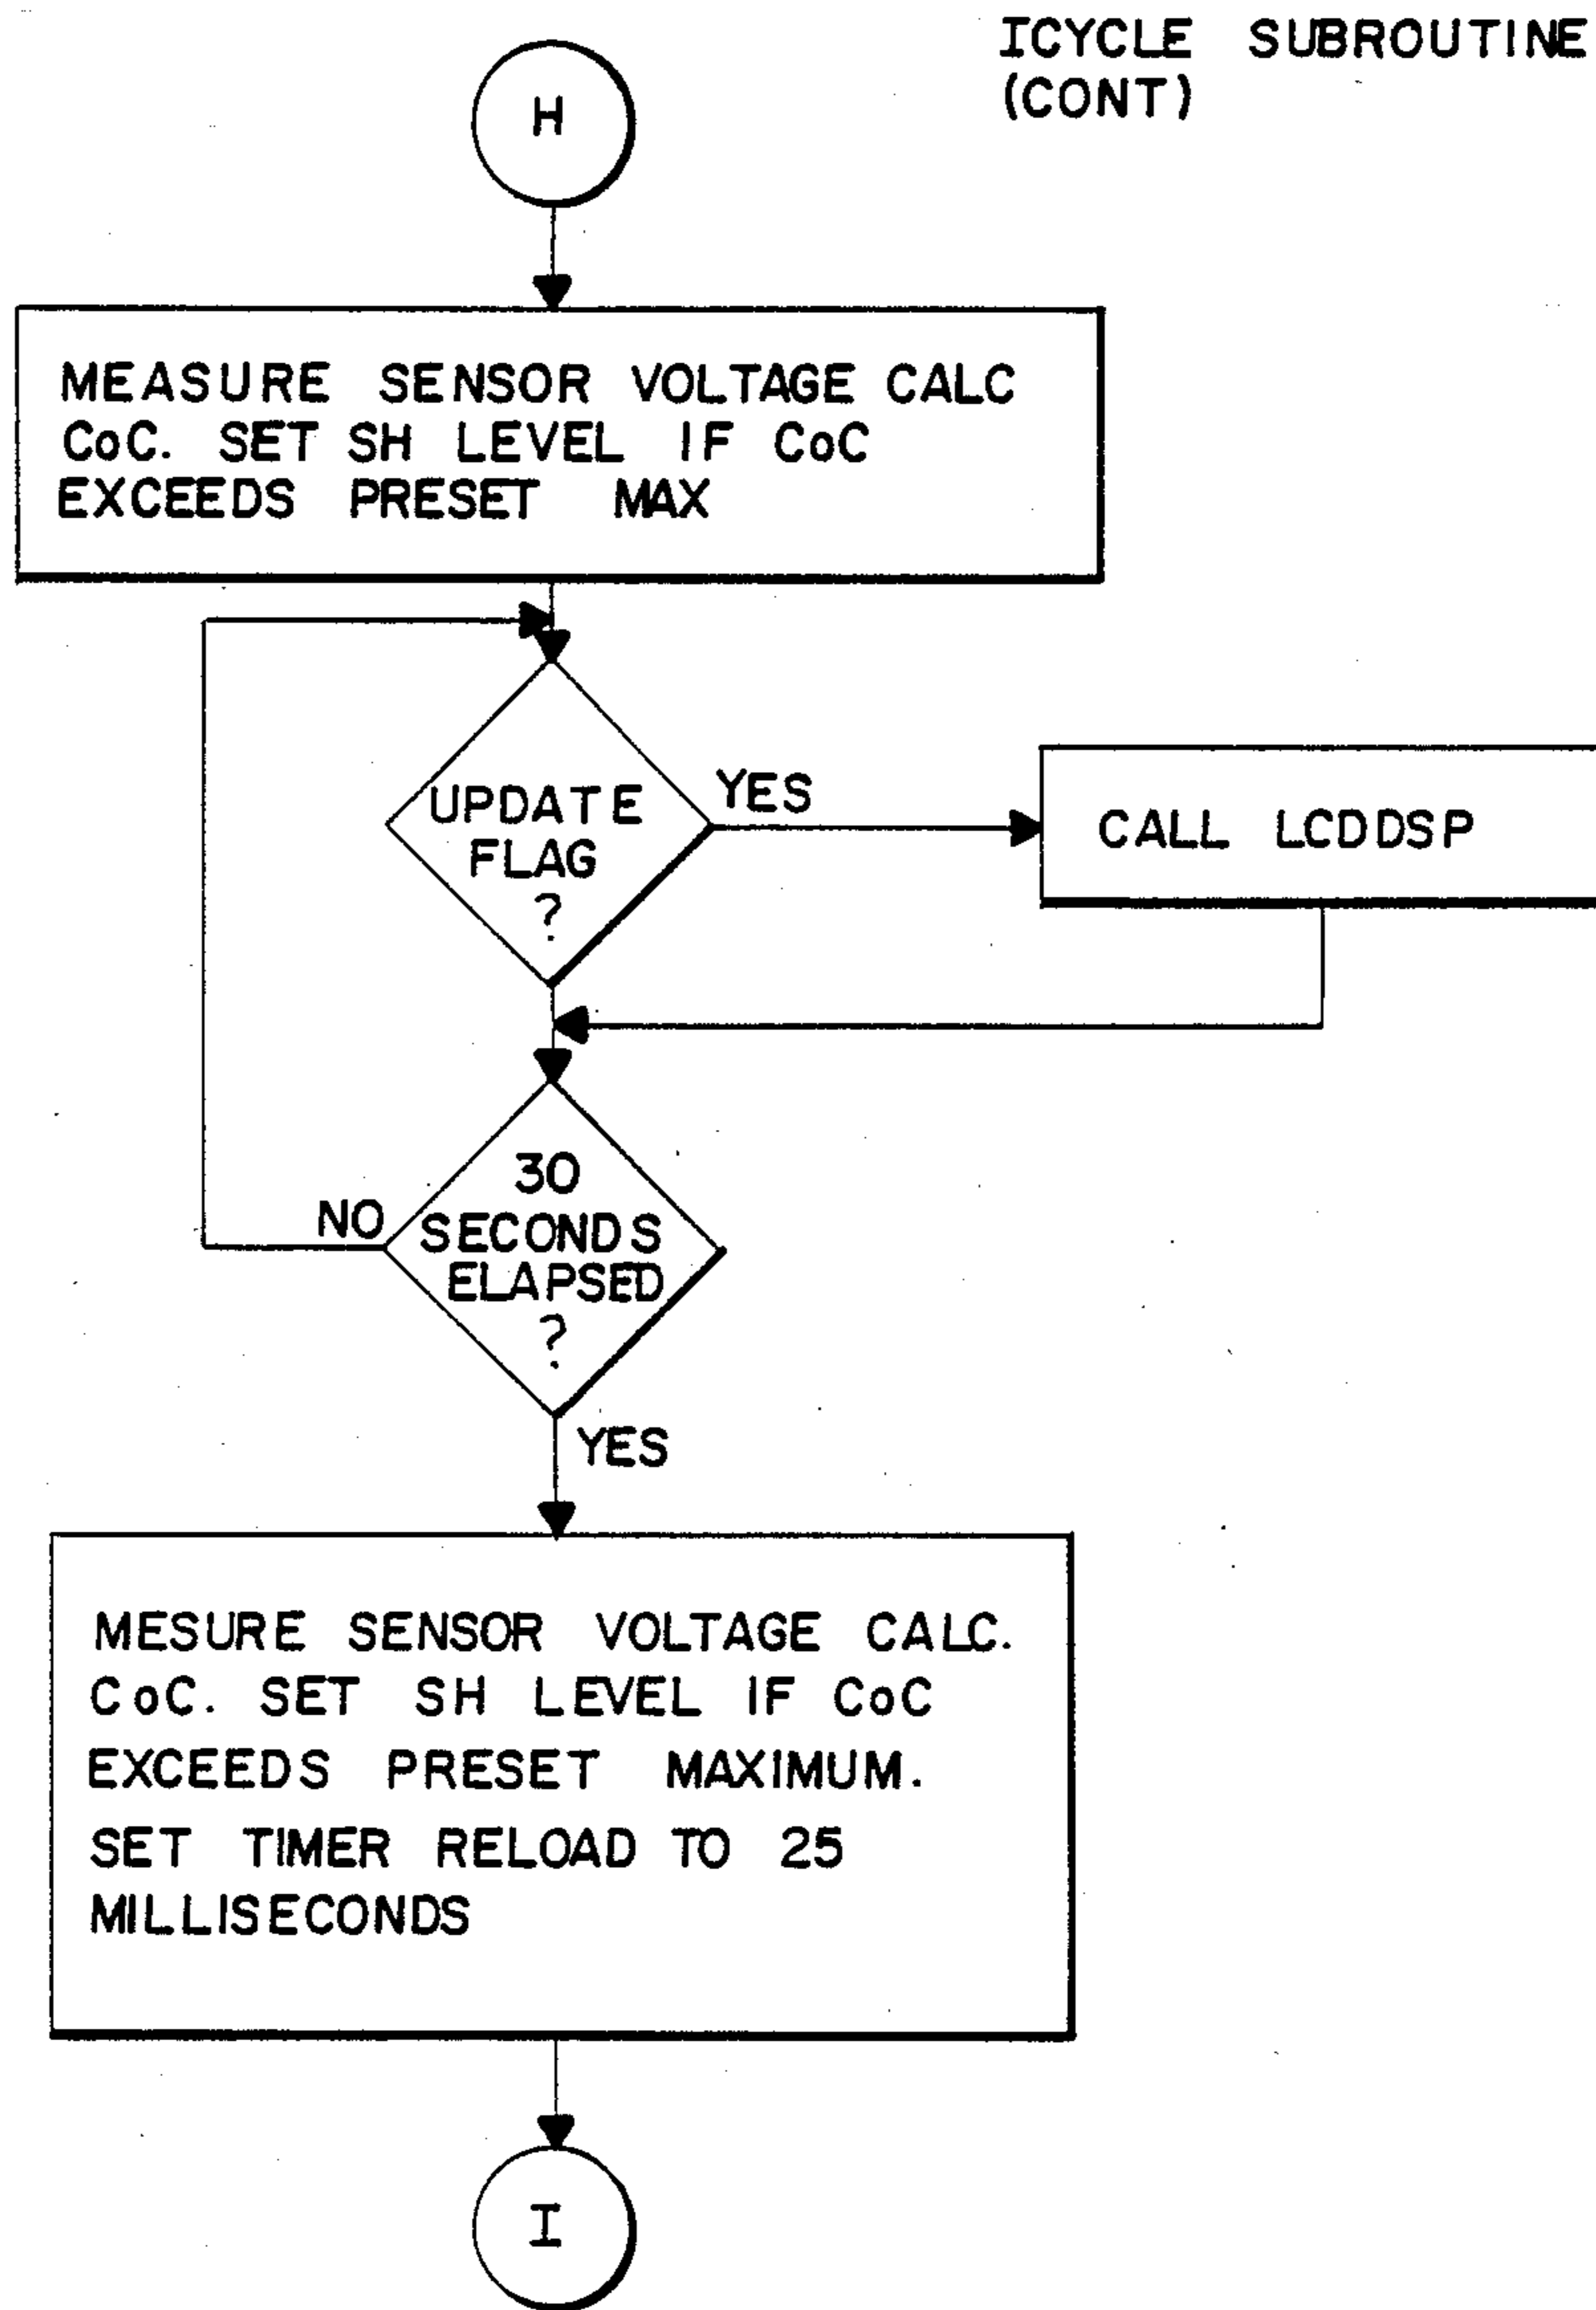 ICYCLE SUBROUTINE
(CONT)
H
MEASURE SENSOR VOLTAGE CALC
CoC. SET SH LEVEL IF CoC
EXCEEDS PRESET MAX
UPDATE
FLAG
?
YES
CALL LCDDSP
30
SECONDS
ELAPSED
?
NO
YES
MESURE SENSOR VOLTAGE CALC.
CoC. SET SH LEVEL IF CoC
EXCEEDS PRESET MAXIMUM.
SET TIMER RELOAD TO 25
MILLISECONDS
I